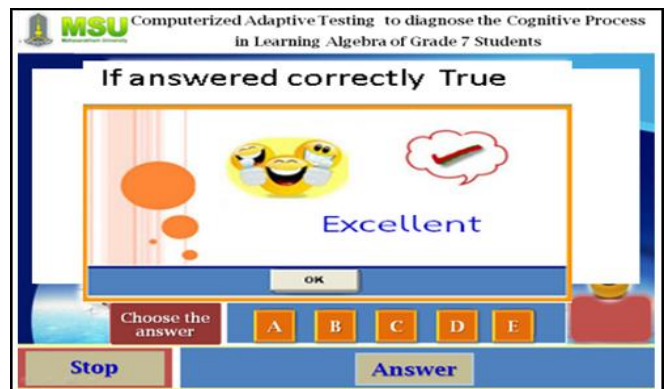 MSU Computerized Adaptive Testing to diagnose the Cognitive Process
Mahasarakham University
in Learning Algebra of Grade 7 Students
If answered correctly True
Excellent
OK
Choose the
answer
A B C D E
Stop
Answer